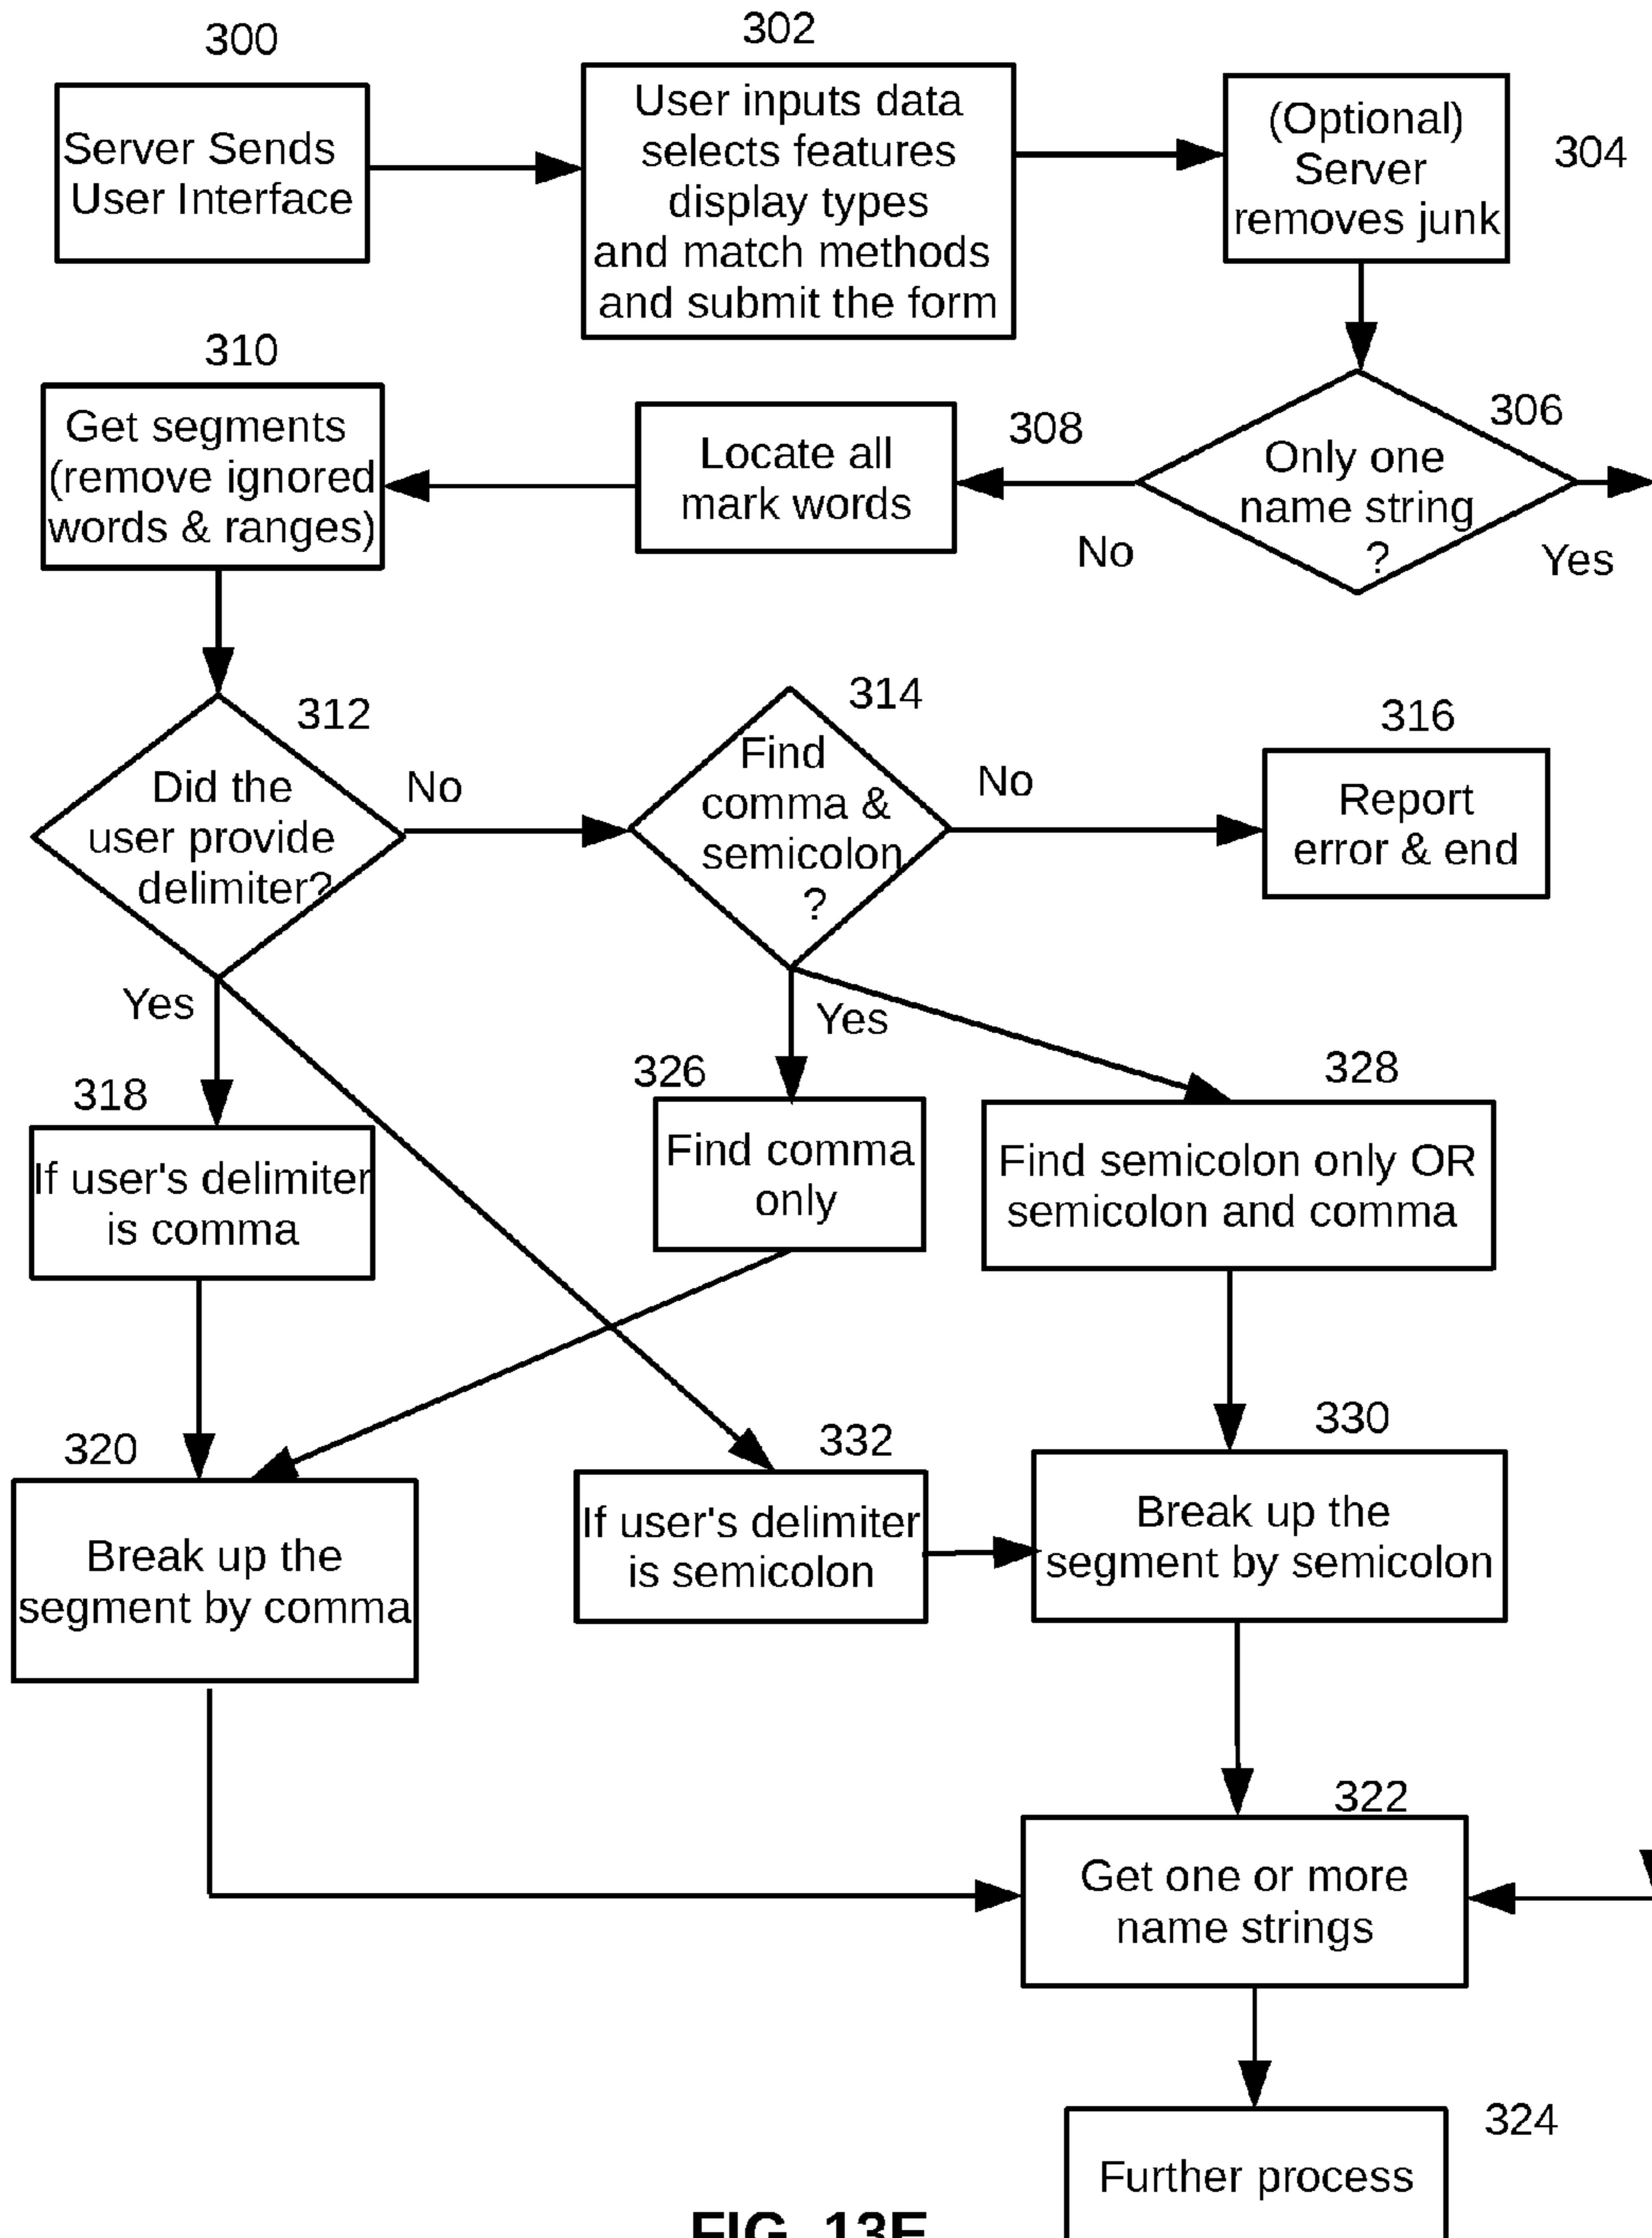 300
Server Sends
User Interface
302
User inputs data
selects features
display types
and match methods
and submit the form
(Optional)
Server
removes junk
304
310
Get segments
(remove ignored
words & ranges)
Locate all
mark words
308
No
306
Only one
name string
?
Yes
312
Did the
user provide
delimiter?
No
Yes
314
Find
comma &
semicolon
?
No
Yes
316
Report
error & end
318
If user's delimiter
is comma
326
Find comma
only
328
Find semicolon only OR
semicolon and comma
320
Break up the
segment by comma
332
If user's delimiter
is semicolon
330
Break up the
segment by semicolon
322
Get one or more
name strings
324
Further process
FIG. 13E